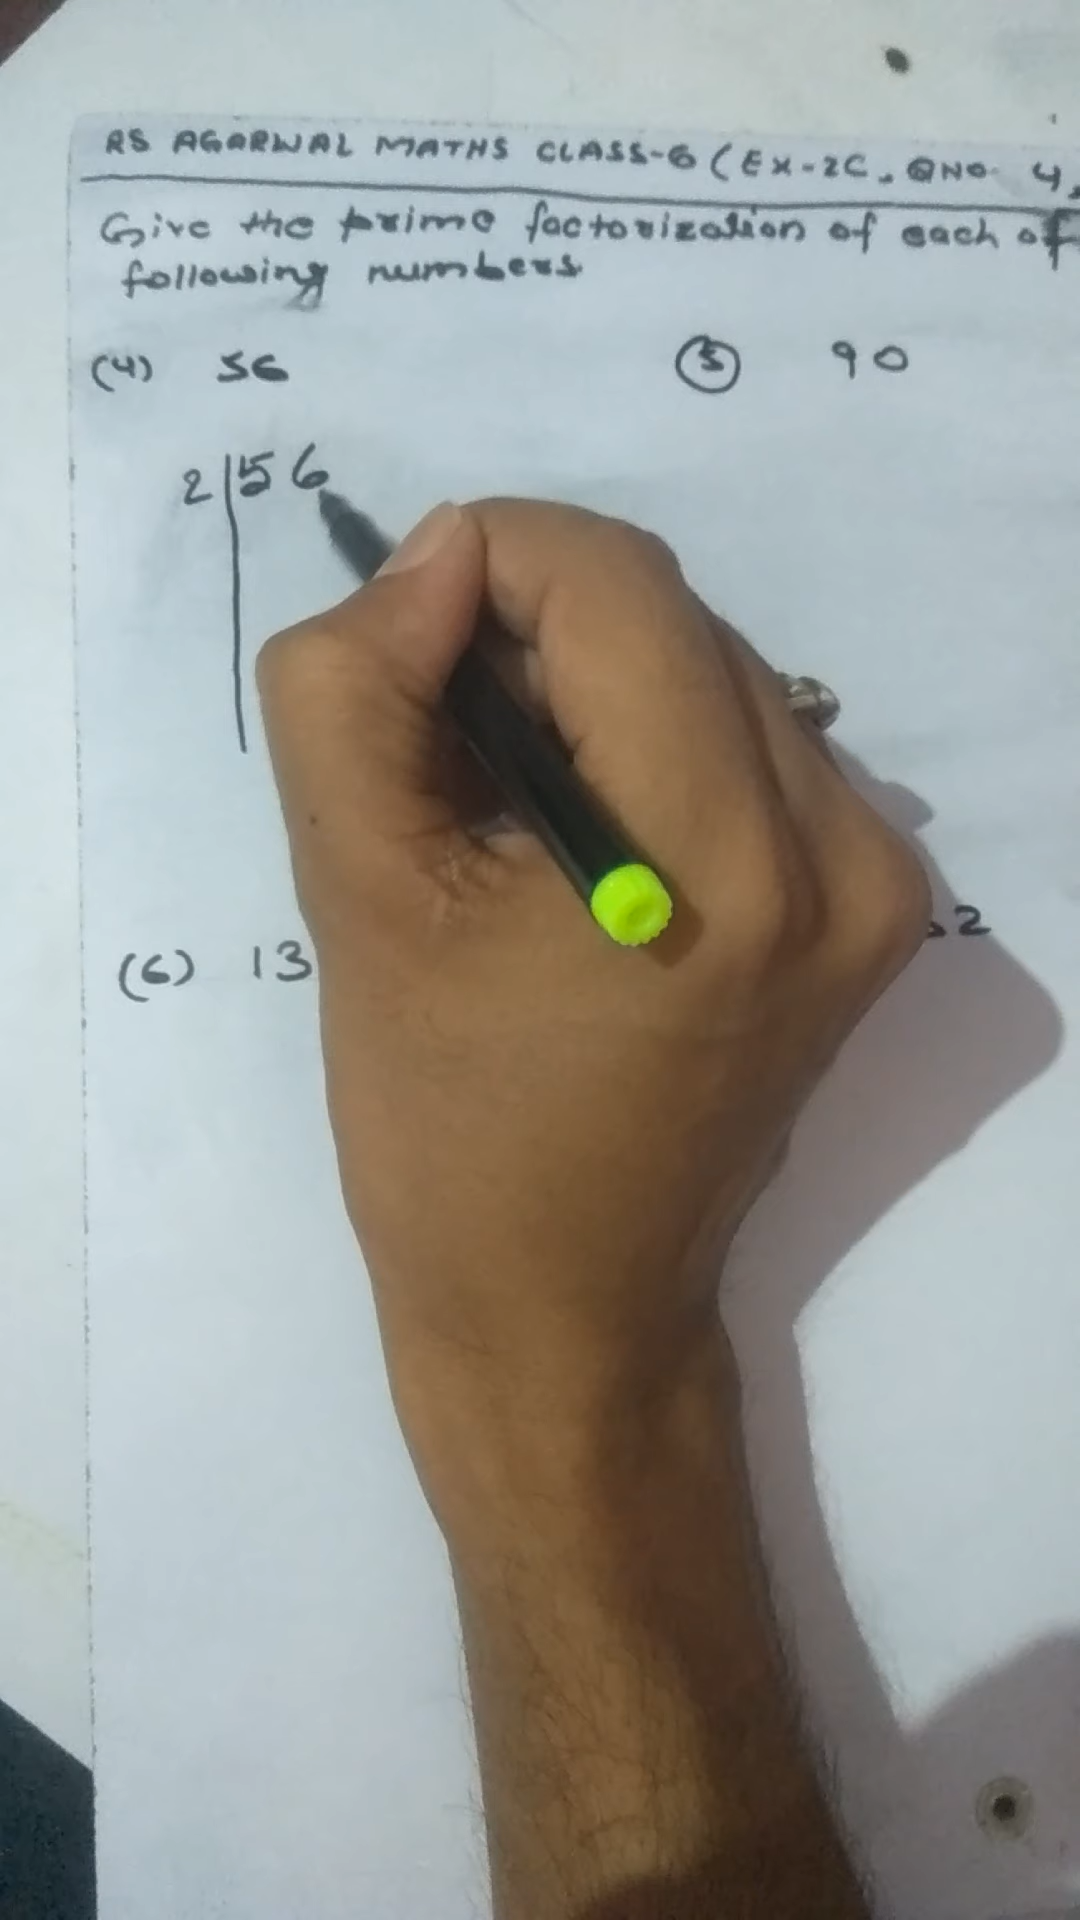 RS AGARWAL MATHS CLASS-6 (EX-2C, QNO. 4,
Give the prime factorization of each of
following numbers.
(4) 56
(5) 90
2 56
(6) 13
2